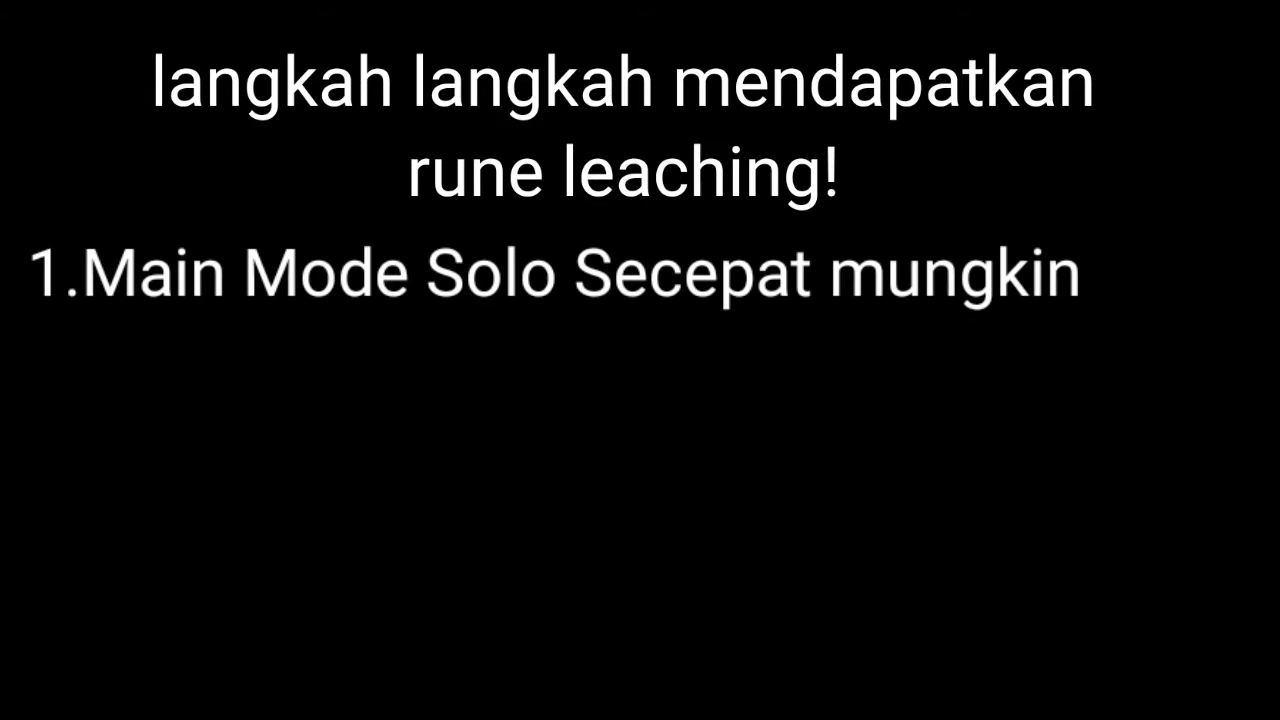 langkah langkah mendapatkan
rune leaching!
1.Main Mode Solo Secepat mungkin